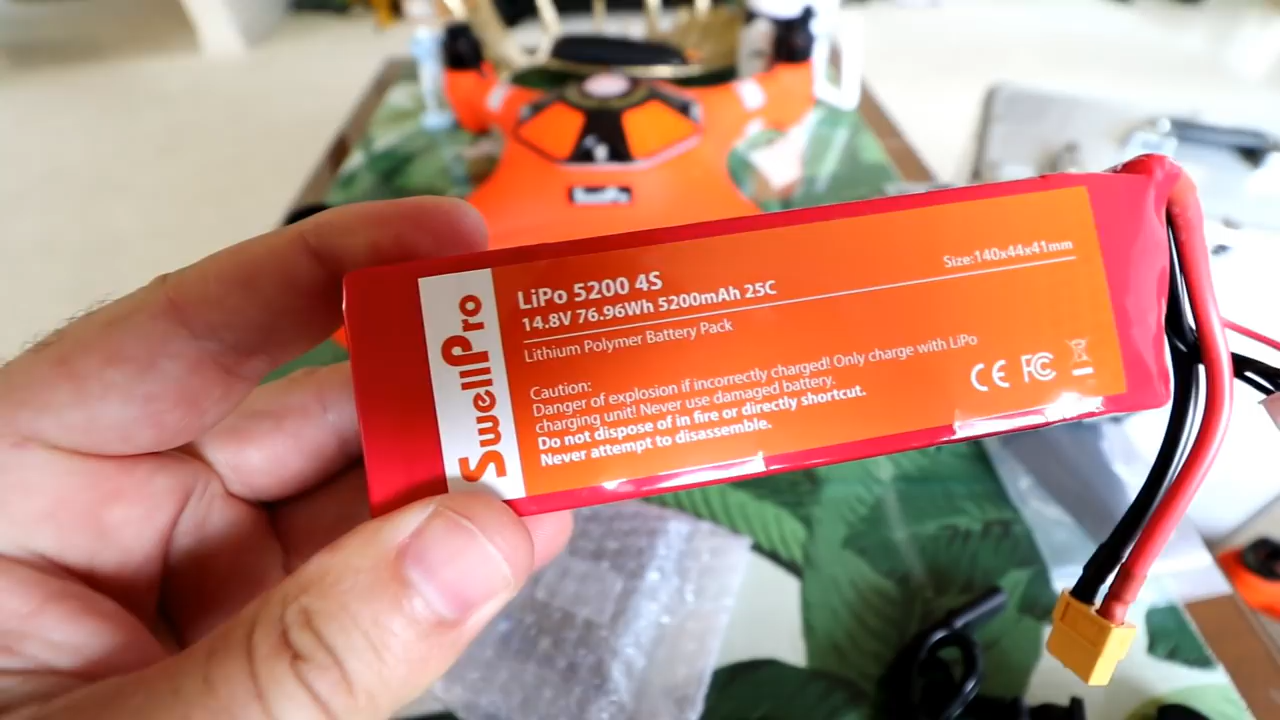 SwellPro
LiPo 5200 4S
14.8V 76.96Wh 5200mAh 25C
Size:140x44x41mm
Lithium Polymer Battery Pack
Caution:
Danger of explosion if incorrectly charged! Only charge with LiPo
charging unit! Never use damaged battery.
Do not dispose of in fire or directly shortcut.
Never attempt to disassemble.
CE FC
SwellPro